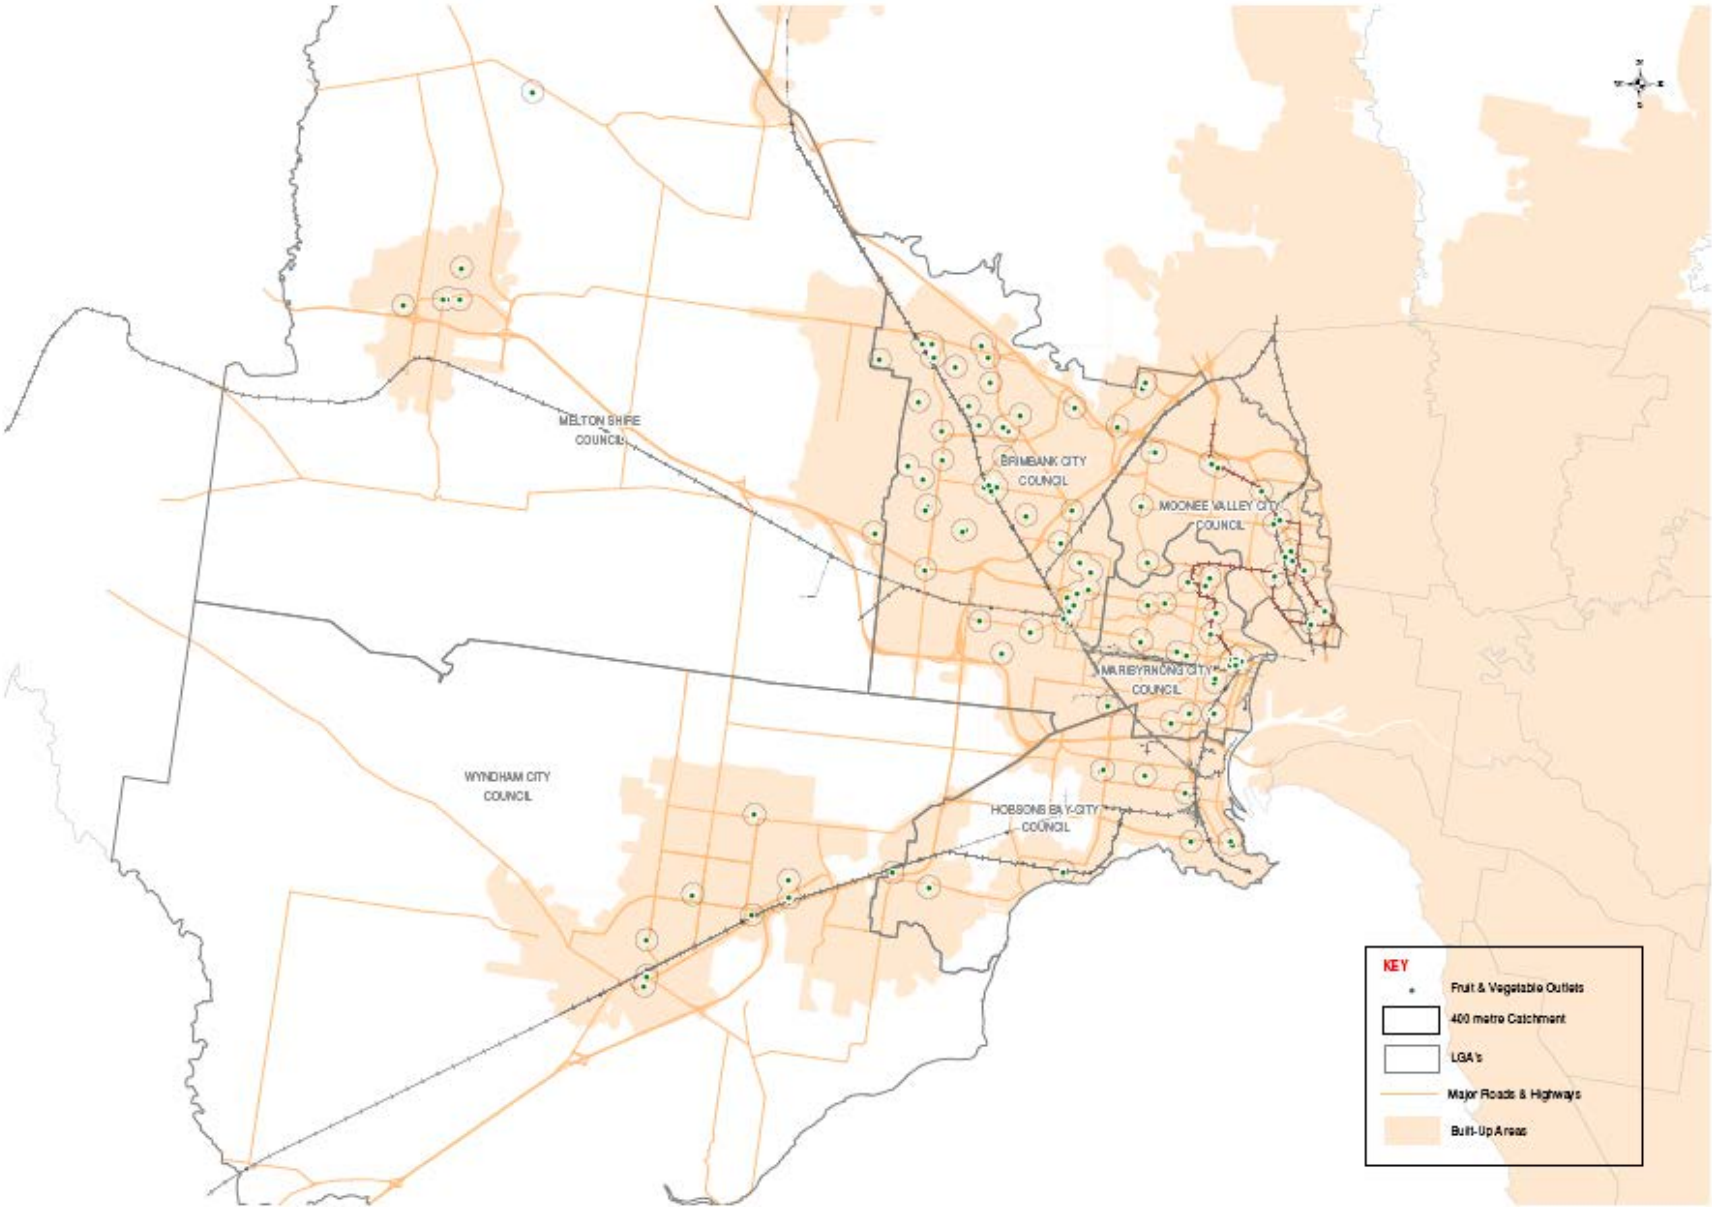 N
W E
S
MELTON SHIRE
COUNCIL
BRIMBANK CITY
COUNCIL
MOONEE VALLEY CITY
COUNCIL
MARIBYRNONG CITY
COUNCIL
WYNDHAM CITY
COUNCIL
HOBSONS BAY CITY
COUNCIL
KEY
Fruit & Vegetable Outlets
400 metre Catchment
LGA's
Major Roads & Highways
Built-Up Areas